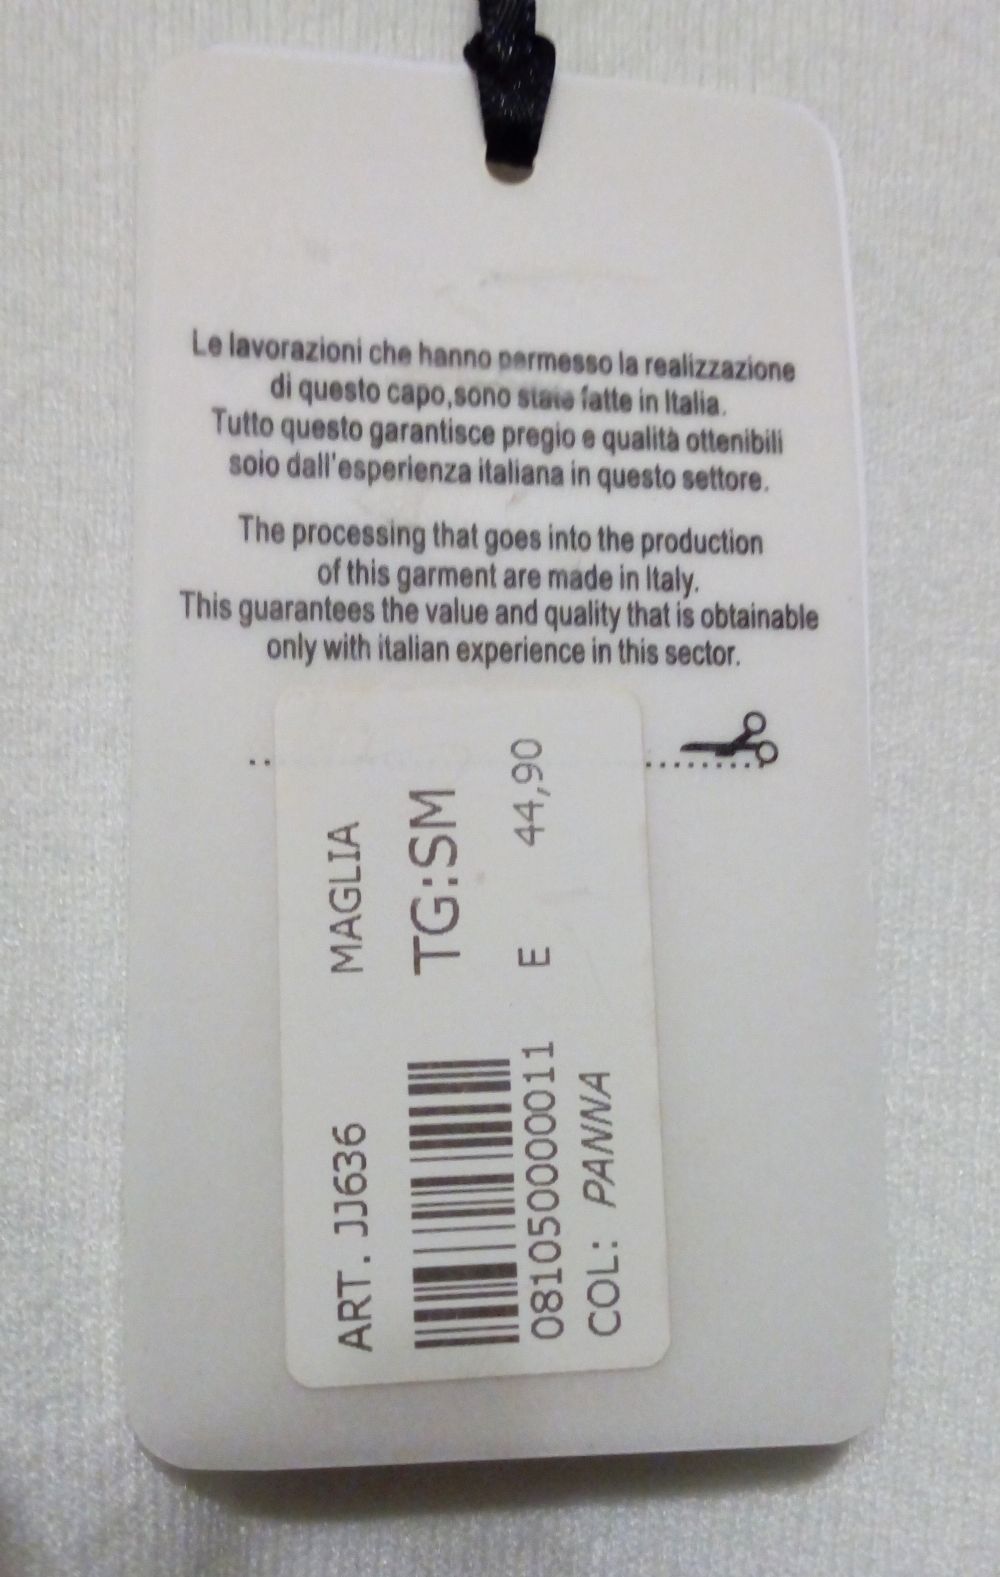 Le lavorazioni che hanno permesso la realizzazione
di questo capo,sono state fatte in Italia.
Tutto questo garantisce pregio e qualità ottenibili
soio dall'esperienza italiana in questo settore.
The processing that goes into the production
of this garment are made in Italy.
This guarantees the value and quality that is obtainable
only with italian experience in this sector.
ART. JJ636 MAGLIA
TG:SM
081050000011 E 44,90
COL: PANNA